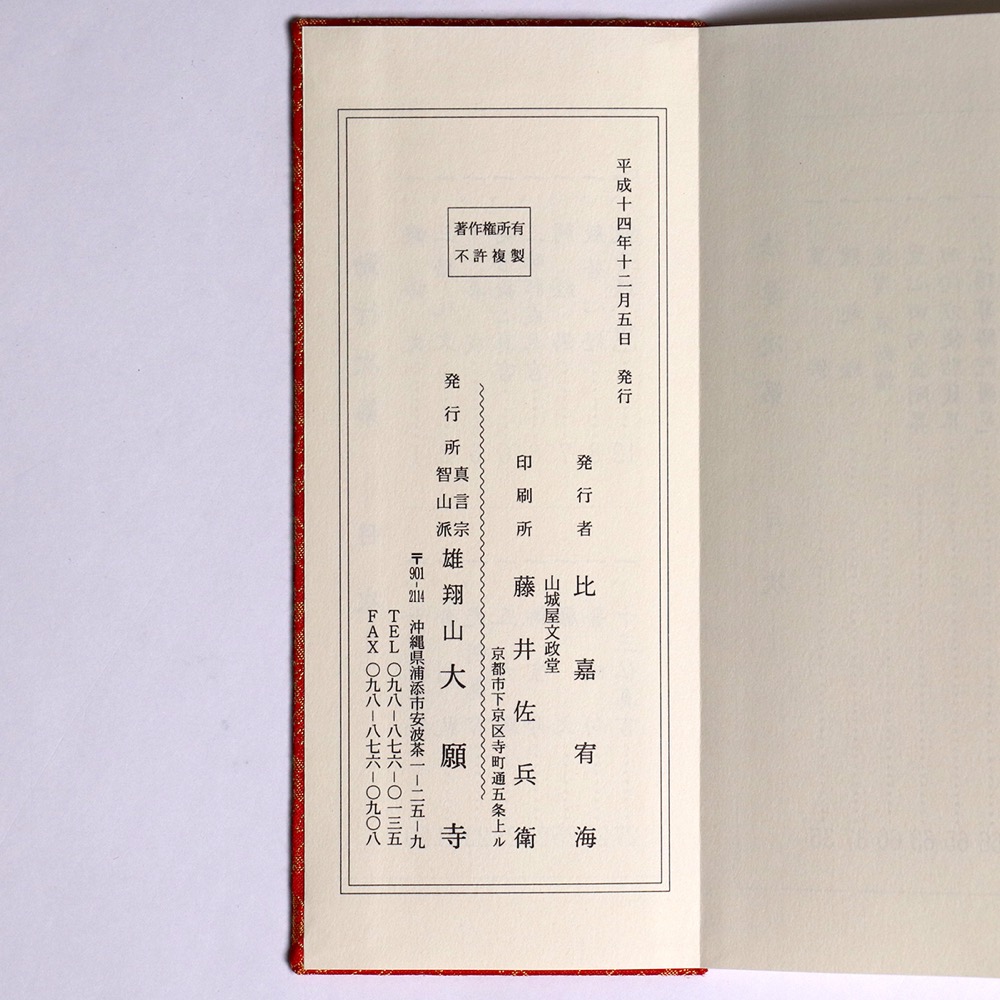 平成十四年十二月五日　発行
発行者　比嘉宥海
山城屋文政堂
印刷所　藤井佐兵衛
京都市下京区寺町通五条上ル
著作権所有
不許複製
発行所　真言宗
智山派　雄翔山大願寺
〒901-2114　沖縄県浦添市安波茶一－二五－九
TEL　〇九八－八七六－〇一三五
FAX　〇九八－八七六－〇九〇八